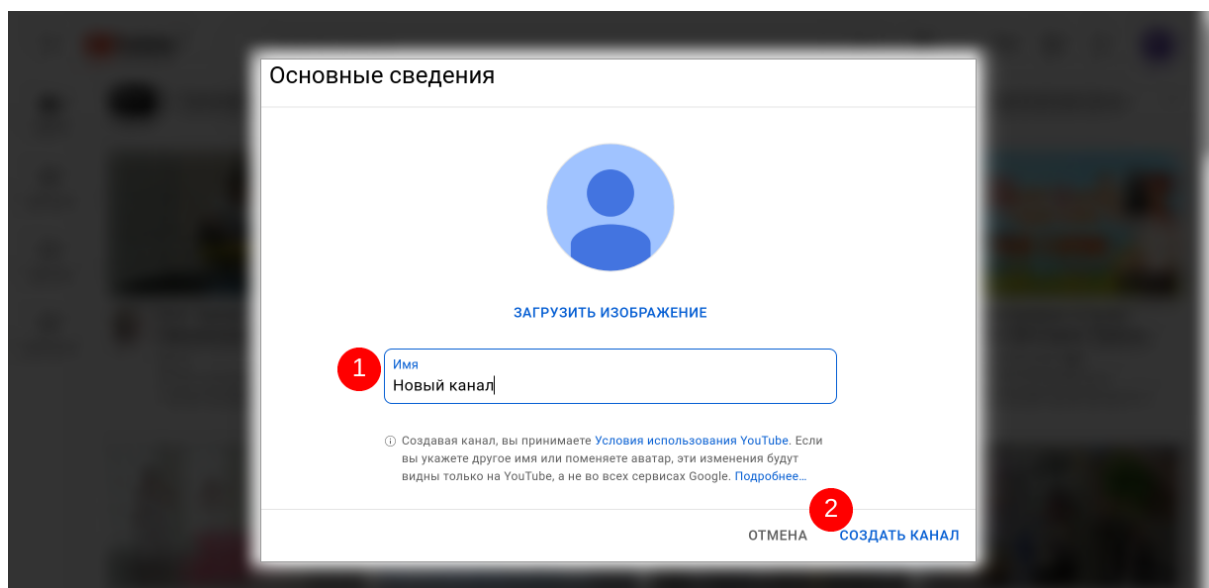 Основные сведения
ЗАГРУЗИТЬ ИЗОБРАЖЕНИЕ
1
Имя
Новый канал
Создавая канал, вы принимаете Условия использования YouTube. Если
вы укажете другое имя или поменяете аватар, эти изменения будут
видны только на YouTube, а не во всех сервисах Google. Подробнее...
2
ОТМЕНА СОЗДАТЬ КАНАЛ